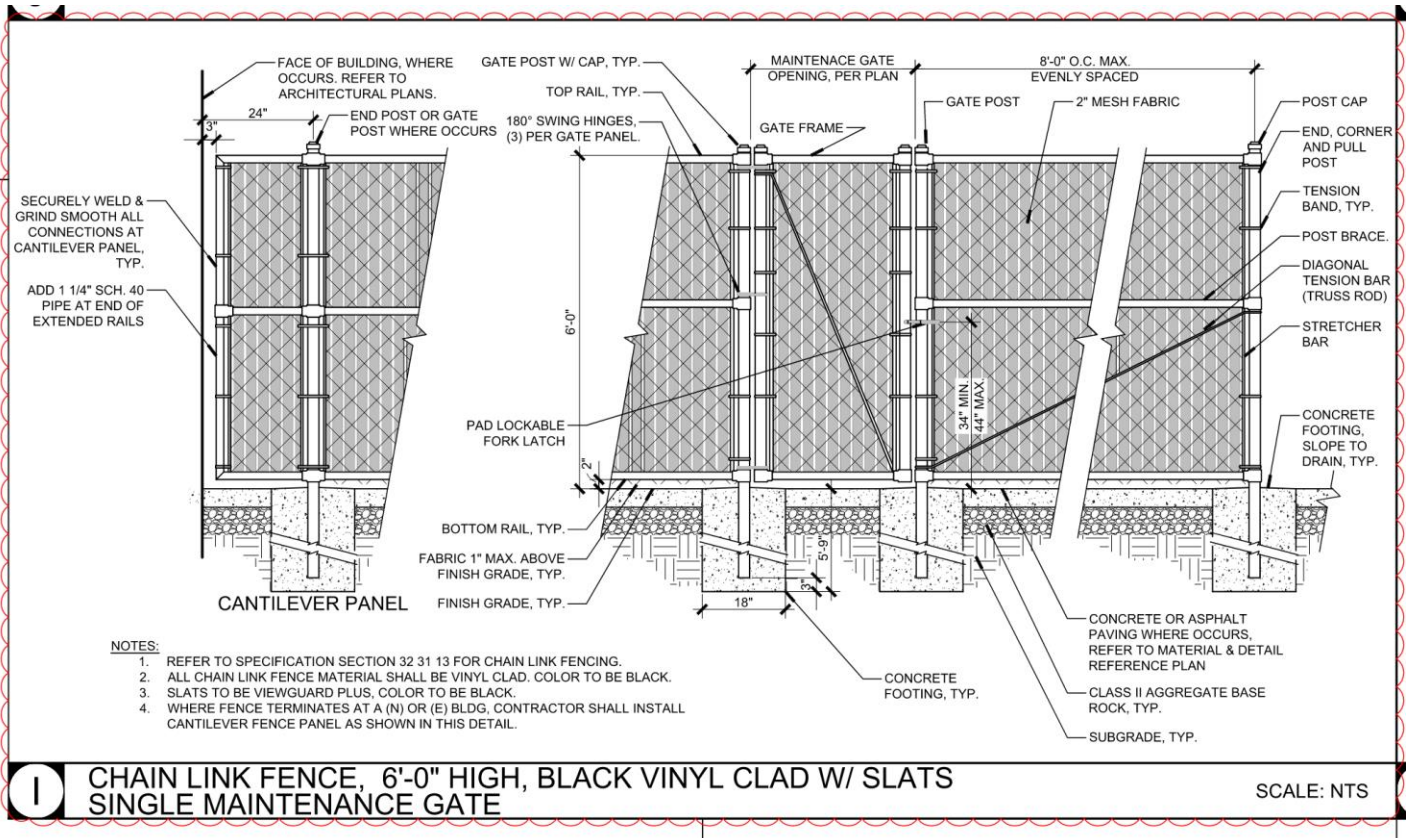 FACE OF BUILDING, WHERE
OCCURS. REFER TO
ARCHITECTURAL PLANS.
24"
3"
END POST OR GATE
POST WHERE OCCURS
SECURELY WELD &
GRIND SMOOTH ALL
CONNECTIONS AT
CANTILEVER PANEL,
TYP.
ADD 1 1/4" SCH. 40
PIPE AT END OF
EXTENDED RAILS
CANTILEVER PANEL
GATE POST W/ CAP, TYP.
TOP RAIL, TYP.
180° SWING HINGES,
(3) PER GATE PANEL.
GATE FRAME
MAINTENACE GATE
OPENING, PER PLAN
8'-0" O.C. MAX.
EVENLY SPACED
GATE POST
2" MESH FABRIC
POST CAP
END, CORNER
AND PULL
POST
TENSION
BAND, TYP.
POST BRACE.
DIAGONAL
TENSION BAR
(TRUSS ROD)
STRETCHER
BAR
6'-0"
34" MIN.
44" MAX.
PAD LOCKABLE
FORK LATCH
2"
CONCRETE
FOOTING,
SLOPE TO
DRAIN, TYP.
BOTTOM RAIL, TYP.
FABRIC 1" MAX. ABOVE
FINISH GRADE, TYP.
FINISH GRADE, TYP.
5'-9"
3"
18"
CONCRETE
FOOTING, TYP.
CONCRETE OR ASPHALT
PAVING WHERE OCCURS,
REFER TO MATERIAL & DETAIL
REFERENCE PLAN
CLASS II AGGREGATE BASE
ROCK, TYP.
SUBGRADE, TYP.
NOTES:
1. REFER TO SPECIFICATION SECTION 32 31 13 FOR CHAIN LINK FENCING.
2. ALL CHAIN LINK FENCE MATERIAL SHALL BE VINYL CLAD. COLOR TO BE BLACK.
3. SLATS TO BE VIEWGUARD PLUS, COLOR TO BE BLACK.
4. WHERE FENCE TERMINATES AT A (N) OR (E) BLDG, CONTRACTOR SHALL INSTALL
CANTILEVER FENCE PANEL AS SHOWN IN THIS DETAIL.
I
CHAIN LINK FENCE, 6'-0" HIGH, BLACK VINYL CLAD W/ SLATS
SINGLE MAINTENANCE GATE
SCALE: NTS